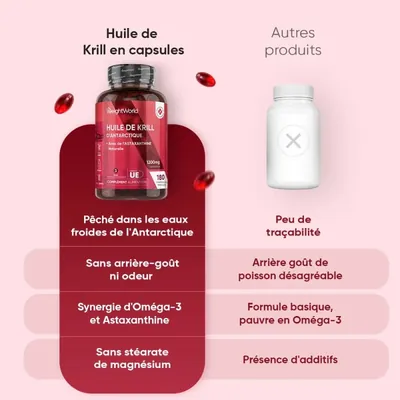 Huile de
Krill en capsules
Autres
produits
WeightWorld
HUILE DE KRILL
D'ANTARCTIQUE
1200mg
UE
180
Pêché dans les eaux
froides de l'Antarctique
Peu de
traçabilité
Sans arrière-goût
ni odeur
Arrière goût de
poisson désagréable
Synergie d'Oméga-3
et Astaxanthine
Formule basique,
pauvre en Oméga-3
Sans stéarate
de magnésium
Présence d'additifs